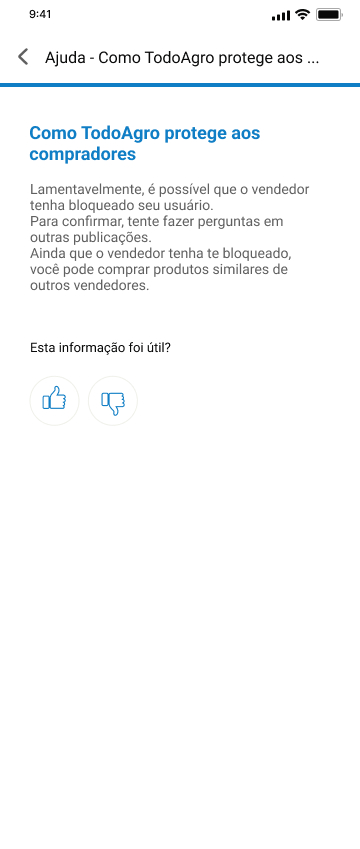 9:41
Ajuda - Como TodoAgro protege aos ...
Como TodoAgro protege aos
compradores
Lamentavelmente, é possível que o vendedor
tenha bloqueado seu usuário.
Para confirmar, tente fazer perguntas em
outras publicações.
Ainda que o vendedor tenha te bloqueado,
você pode comprar produtos similares de
outros vendedores.
Esta informação foi útil?